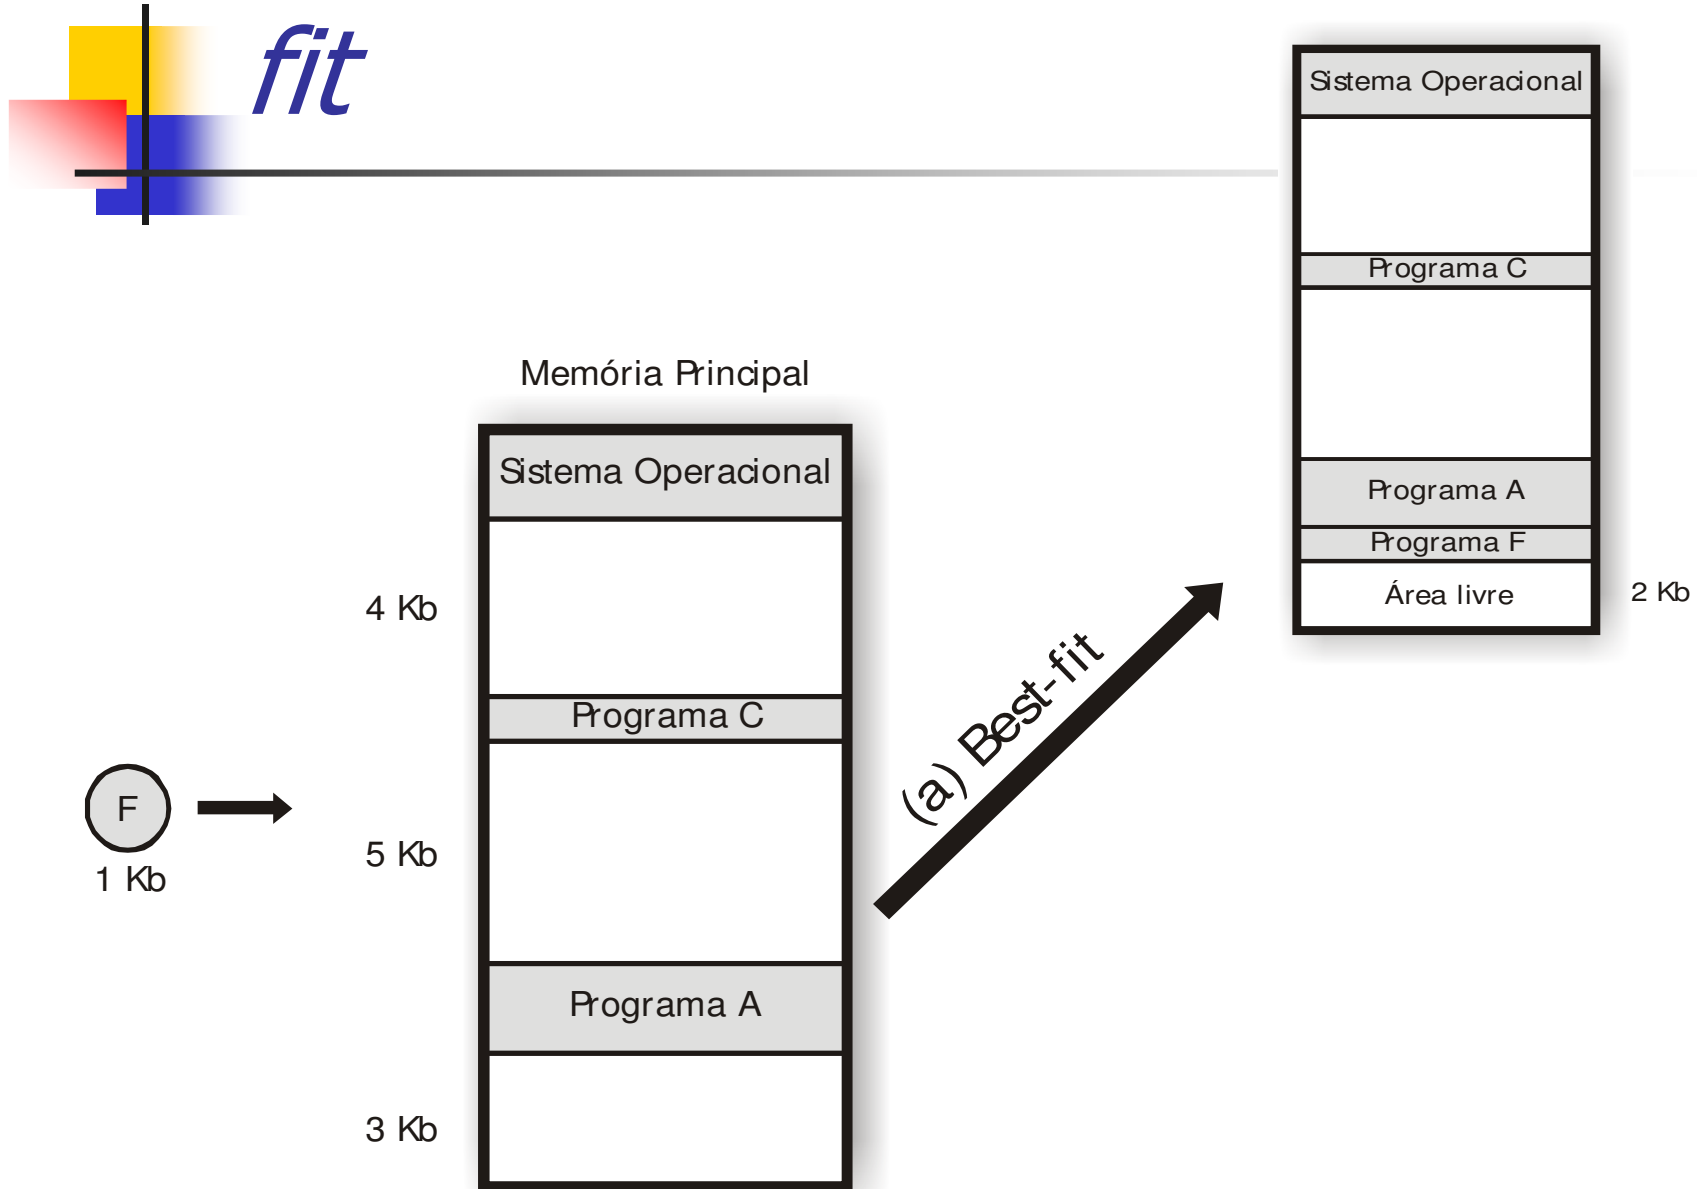 fit
Sistema Operacional
Programa C
Programa A
Programa F
Área livre
2 Kb
Memória Principal
Sistema Operacional
4 Kb
Programa C
F
1 Kb
5 Kb
Programa A
3 Kb
(a) Best-fit